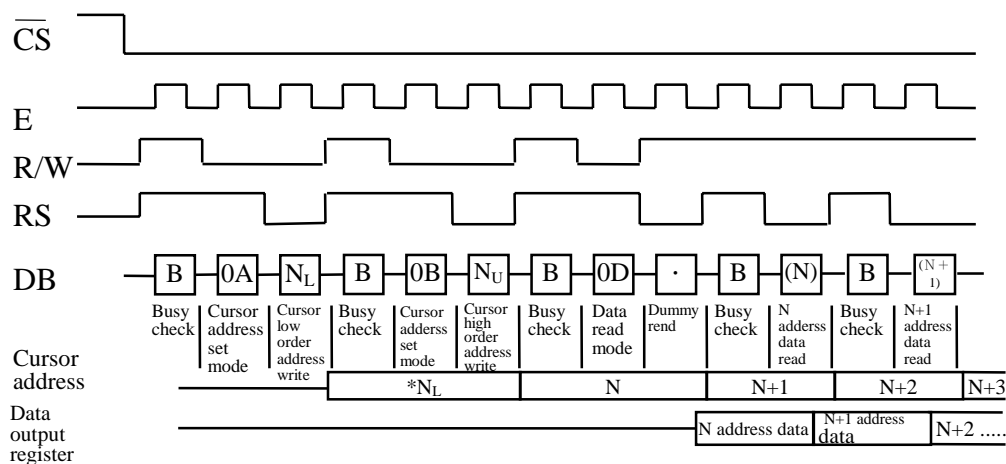 CS
E
R/W
RS
DB
B
0A
NL
B
0B
NU
B
0D
·
B
(N)
B
(N + 1)
Busy check
Cursor address set mode
Cursor low order address write
Busy check
Cursor adderss set mode
Cursor high order address write
Busy check
Data read mode
Dummy rend
Busy check
N adderss data read
Busy check
N+1 address data read
Cursor address
*NL
N
N+1
N+2
N+3
Data output register
N address data
N+1 address data
N+2 .....